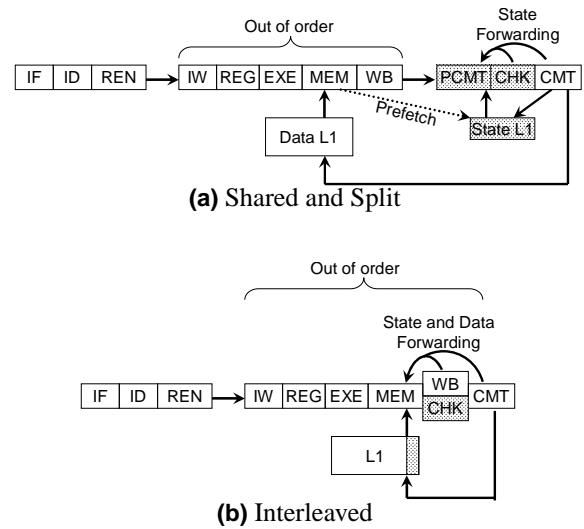 Out of order
State
Forwarding
IF ID REN IW REG EXE MEM WB PCMT CHK CMT
Prefetch
Data L1
State L1
(a) Shared and Split
Out of order
State and Data
Forwarding
WB
IF ID REN IW REG EXE MEM CMT
CHK
L1
(b) Interleaved